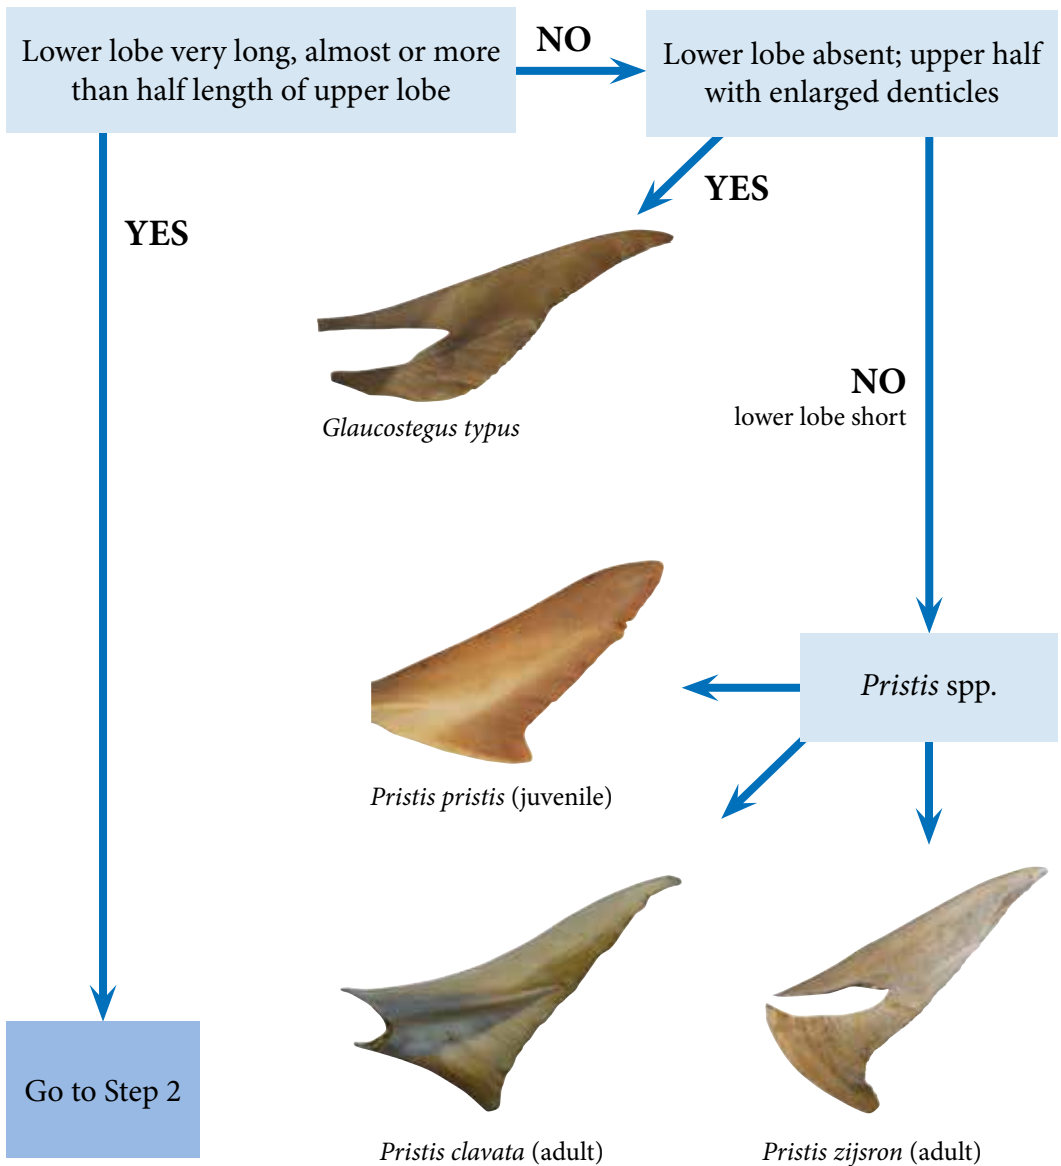 Lower lobe very long, almost or more
than half length of upper lobe
NO
Lower lobe absent; upper half
with enlarged denticles
YES
YES
Glaucostegus typus
NO
lower lobe short
Pristis spp.
Pristis pristis (juvenile)
Go to Step 2
Pristis clavata (adult)
Pristis zijsron (adult)